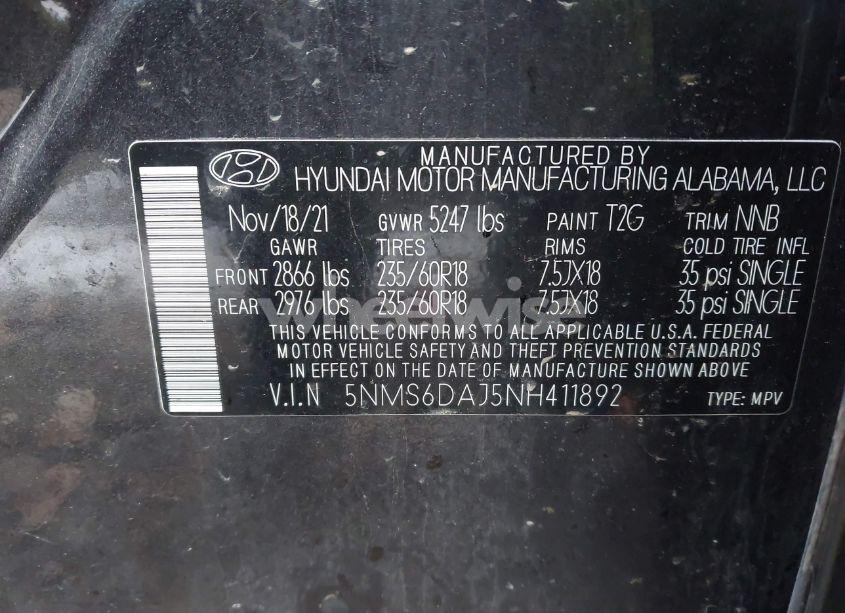 MANUFACTURED BY
HYUNDAI MOTOR MANUFACTURING ALABAMA, LLC
Nov/18/21 GVWR 5247 lbs PAINT T2G TRIM NNB
GAWR TIRES RIMS COLD TIRE INFL
FRONT 2866 lbs 235/60R18 7.5JX18 35 psi SINGLE
REAR 2976 lbs 235/60R18 7.5JX18 35 psi SINGLE
wheelwise
THIS VEHICLE CONFORMS TO ALL APPLICABLE U.S.A. FEDERAL
MOTOR VEHICLE SAFETY AND THEFT PREVENTION STANDARDS
IN EFFECT ON THE DATE OF MANUFACTURE SHOWN ABOVE
V.I.N 5NMS6DAJ5NH411892 TYPE: MPV